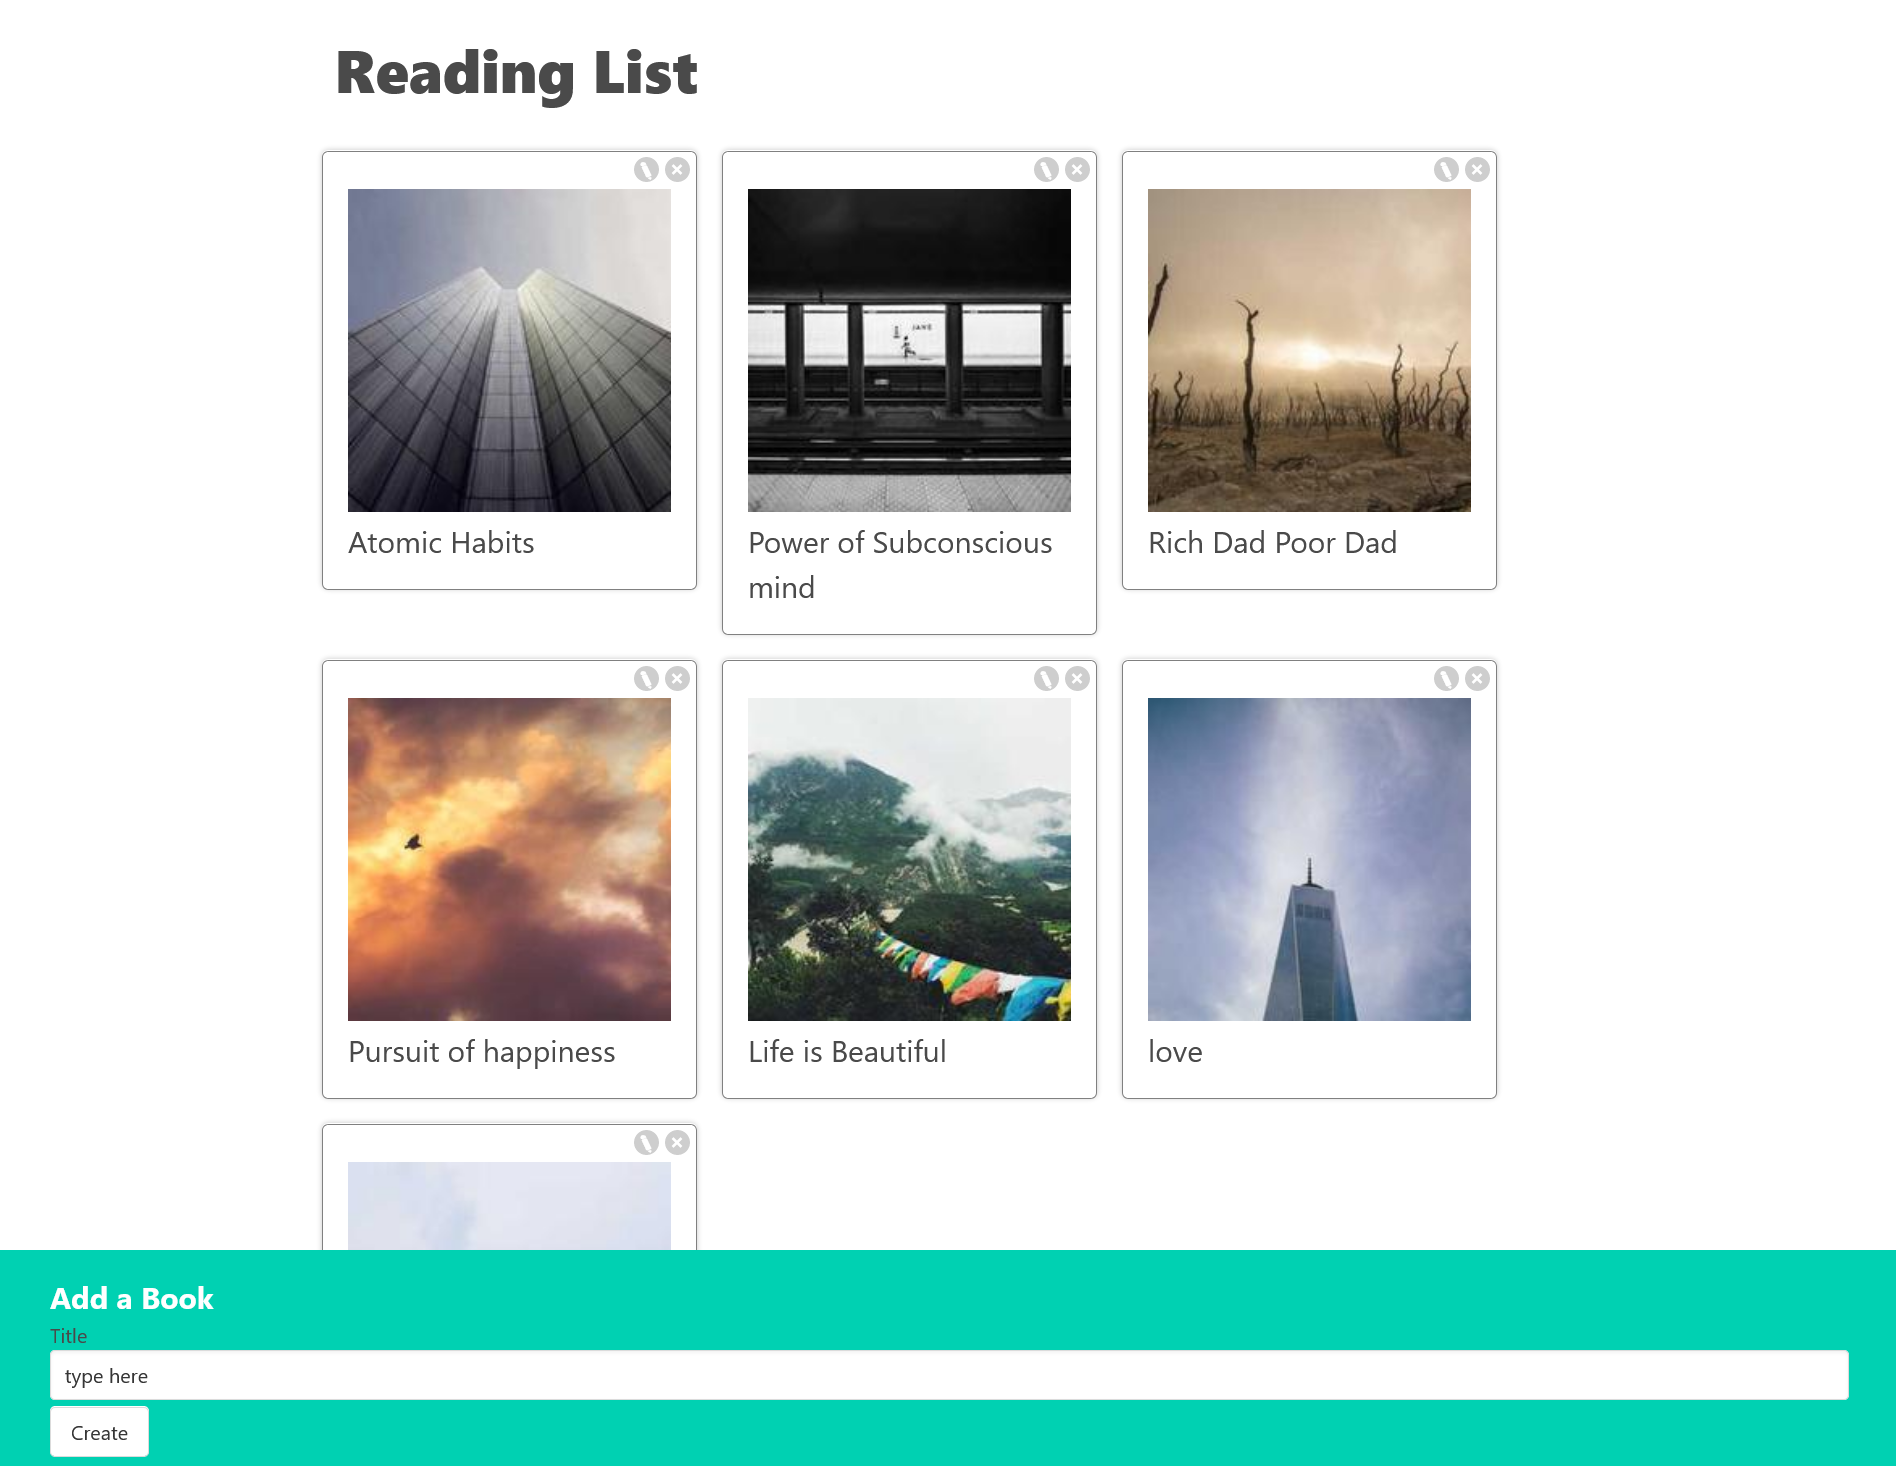 Reading List
Atomic Habits
JANE
Power of Subconscious
mind
Rich Dad Poor Dad
Pursuit of happiness
Life is Beautiful
love
Add a Book
Title
type here
Create